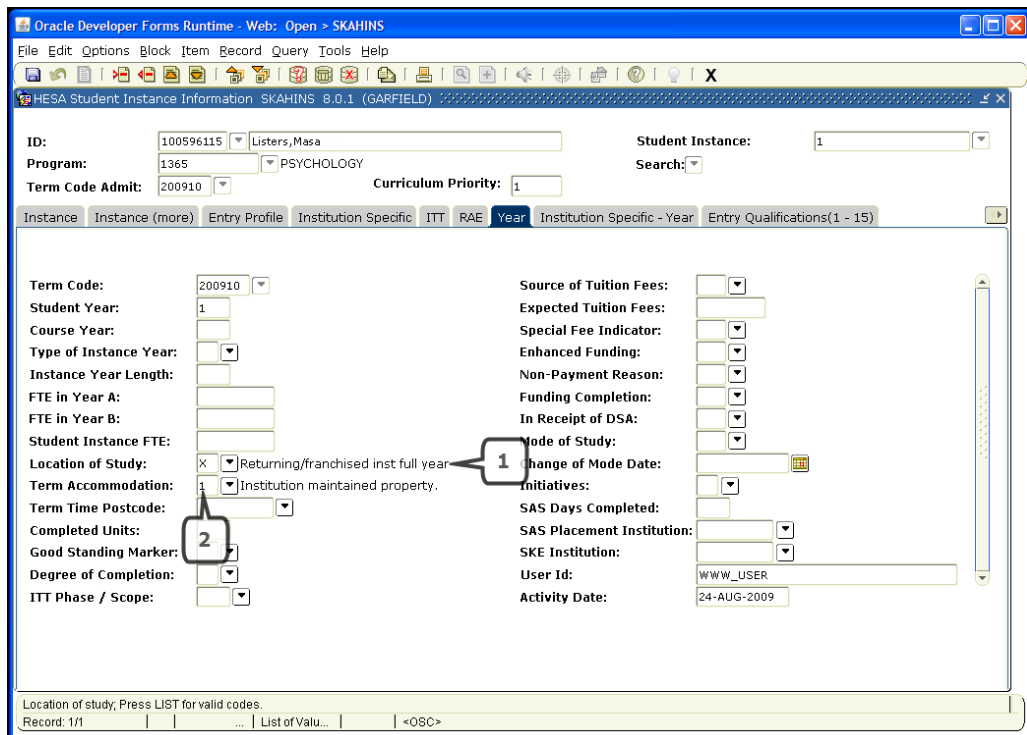 Oracle Developer Forms Runtime - Web: Open > SKAHINS
File Edit Options Block Item Record Query Tools Help
X
HESA Student Instance Information SKAHINS 8.0.1 (GARFIELD)
ID: 100596115 Listers,Masa Student Instance: 1
Program: 1365 PSYCHOLOGY Search:
Term Code Admit: 200910 Curriculum Priority: 1
Instance Instance (more) Entry Profile Institution Specific ITT RAE Year Institution Specific - Year Entry Qualifications(1 - 15)
Term Code: 200910 Source of Tuition Fees:
Student Year: 1 Expected Tuition Fees:
Course Year: Special Fee Indicator:
Type of Instance Year: Enhanced Funding:
Instance Year Length: Non-Payment Reason:
FTE in Year A: Funding Completion:
FTE in Year B: In Receipt of DSA:
Student Instance FTE: Mode of Study:
Location of Study: X Returning/franchised inst full year 1 Change of Mode Date:
Term Accommodation: 1 Institution maintained property. Initiatives:
Term Time Postcode: SAS Days Completed:
Completed Units: 2 SAS Placement Institution:
Good Standing Marker: SKE Institution:
Degree of Completion: User Id: WWW_USER
ITT Phase / Scope: Activity Date: 24-AUG-2009
Location of study; Press LIST for valid codes.
Record: 1/1 ... List of Valu... <OSC>